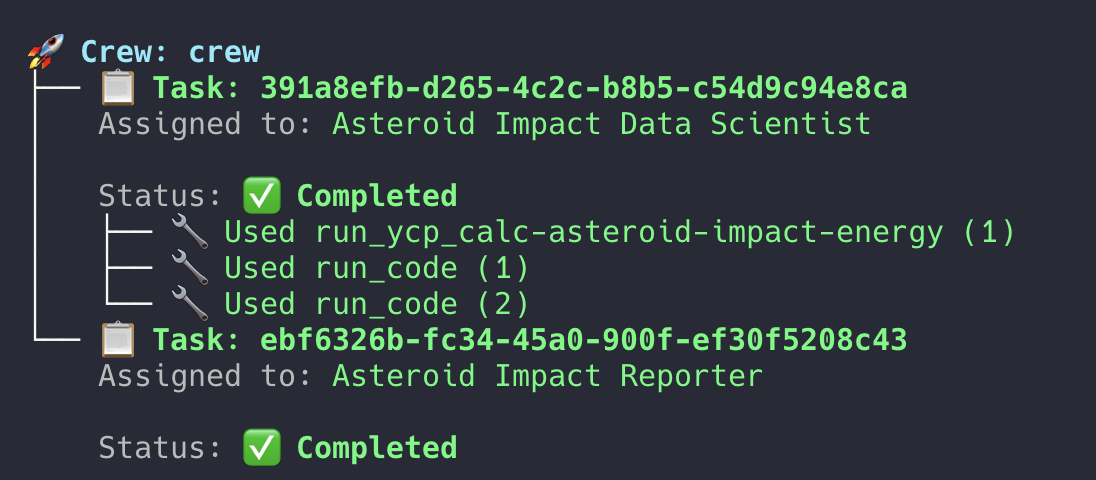 🚀 Crew: crew
📋 Task: 391a8efb-d265-4c2c-b8b5-c54d9c94e8ca
Assigned to: Asteroid Impact Data Scientist
Status: ✅ Completed
🔧 Used run_ycp_calc-asteroid-impact-energy (1)
🔧 Used run_code (1)
🔧 Used run_code (2)
📋 Task: ebf6326b-fc34-45a0-900f-ef30f5208c43
Assigned to: Asteroid Impact Reporter
Status: ✅ Completed